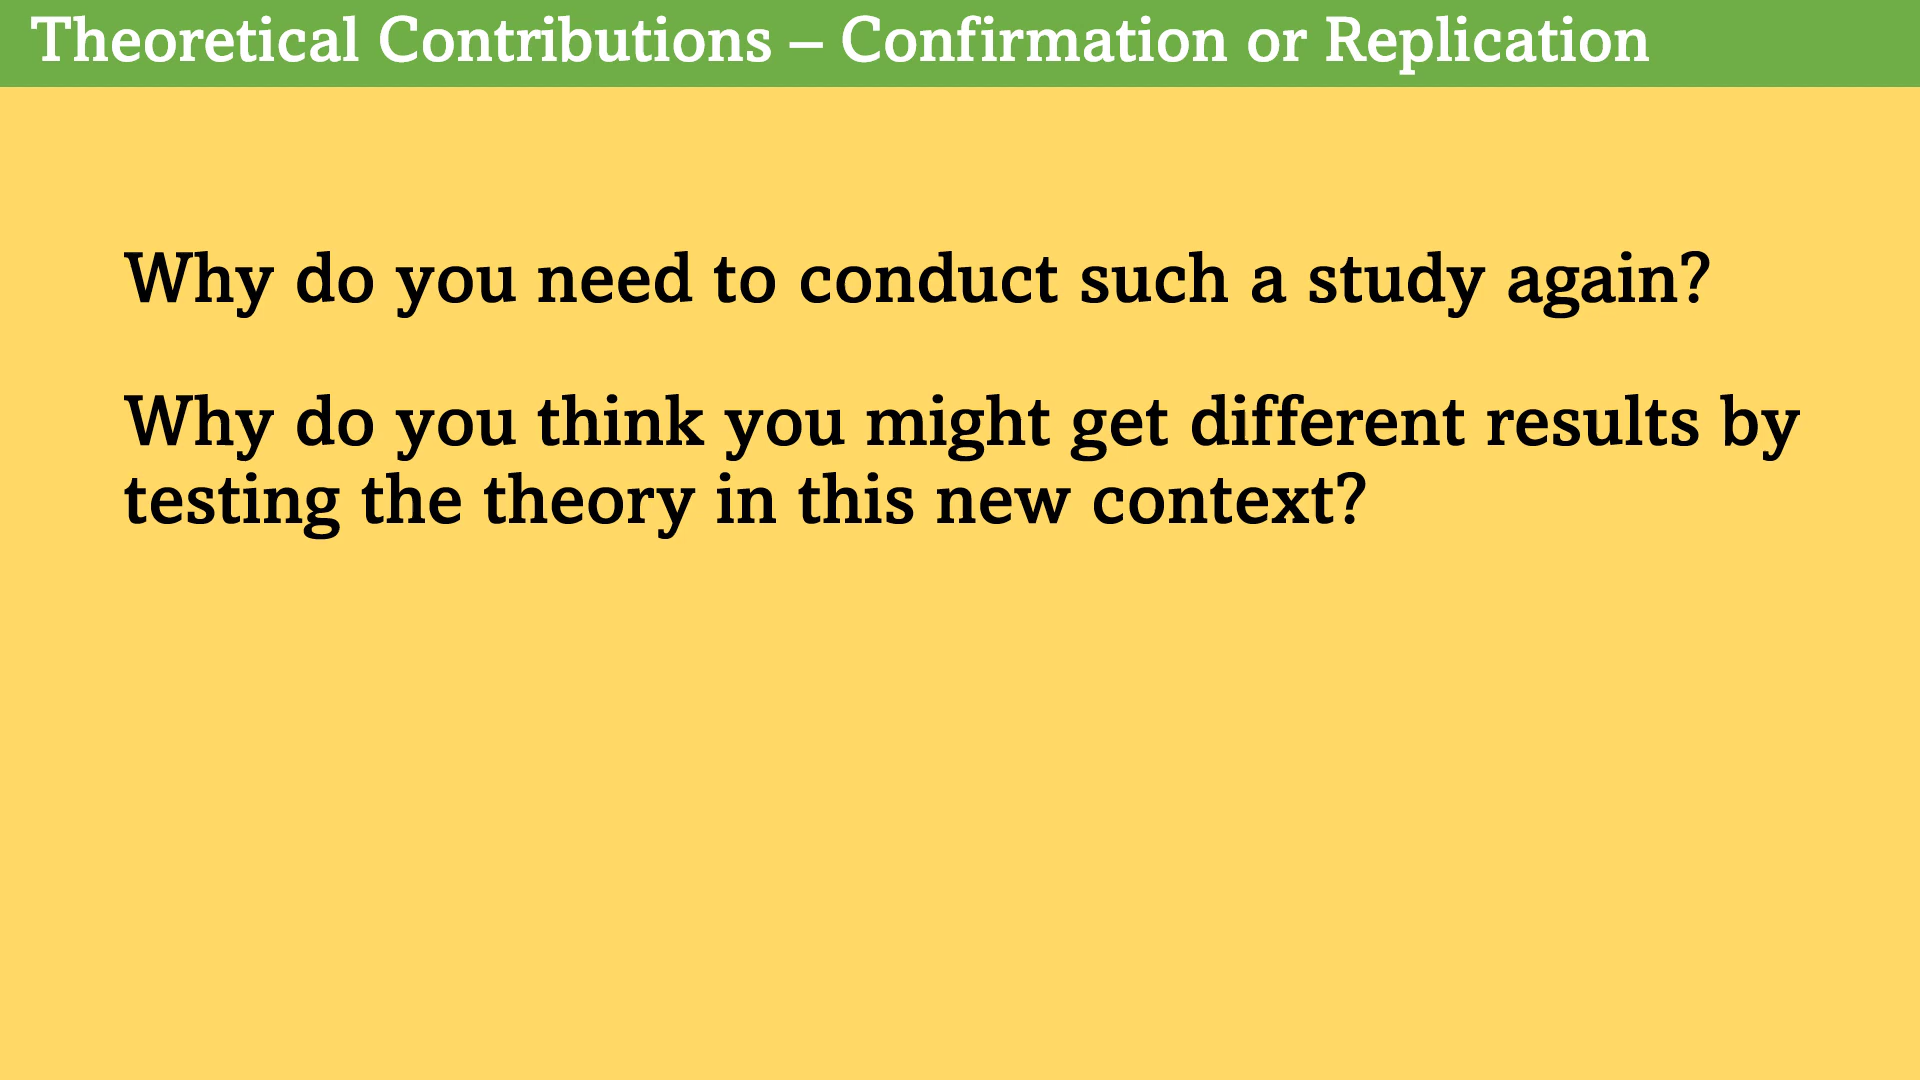 Theoretical Contributions – Confirmation or Replication
Why do you need to conduct such a study again?
Why do you think you might get different results by
testing the theory in this new context?